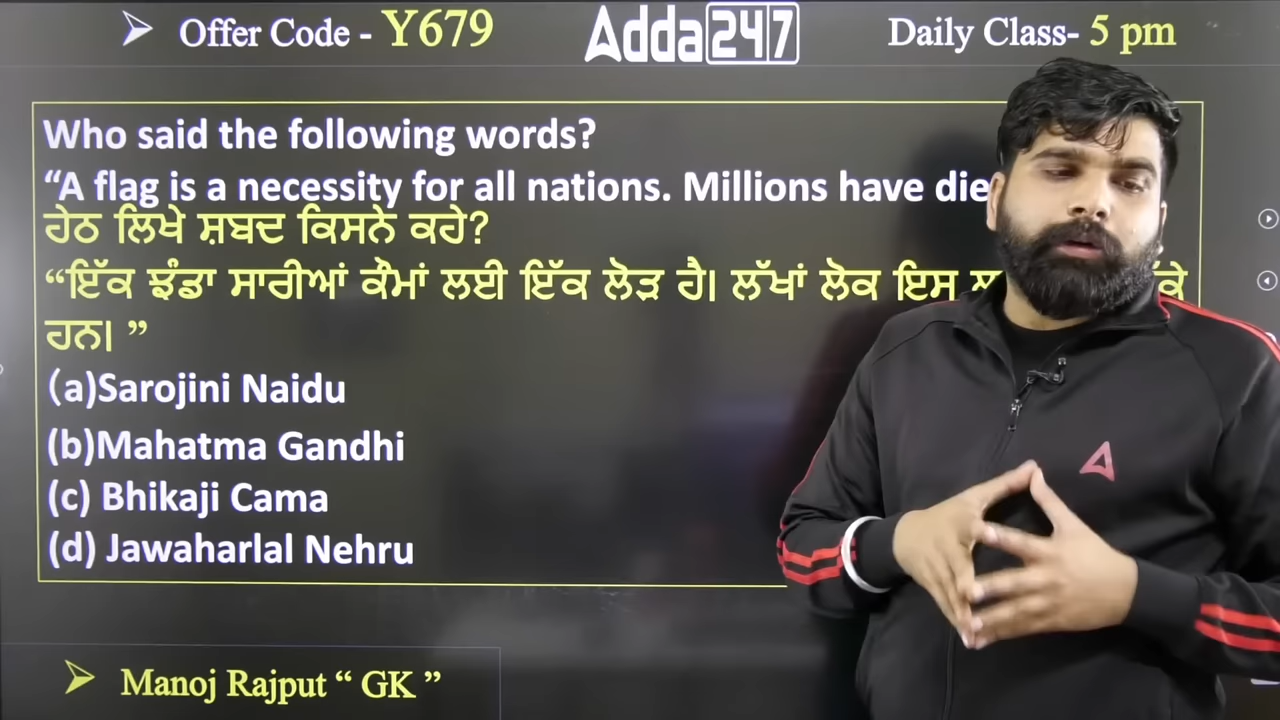 Offer Code - Y679
Adda247
Daily Class- 5 pm
Who said the following words?
“A flag is a necessity for all nations. Millions have die
ਹੇਠ ਲਿਖੇ ਸ਼ਬਦ ਕਿਸਨੇ ਕਹੇ?
“ਇੱਕ ਝੰਡਾ ਸਾਰੀਆਂ ਕੌਮਾਂ ਲਈ ਇੱਕ ਲੋੜ ਹੈ। ਲੱਖਾਂ ਲੋਕ ਇਸ
ਹਨ। ”
(a)Sarojini Naidu
(b)Mahatma Gandhi
(c) Bhikaji Cama
(d) Jawaharlal Nehru
Manoj Rajput “ GK ”